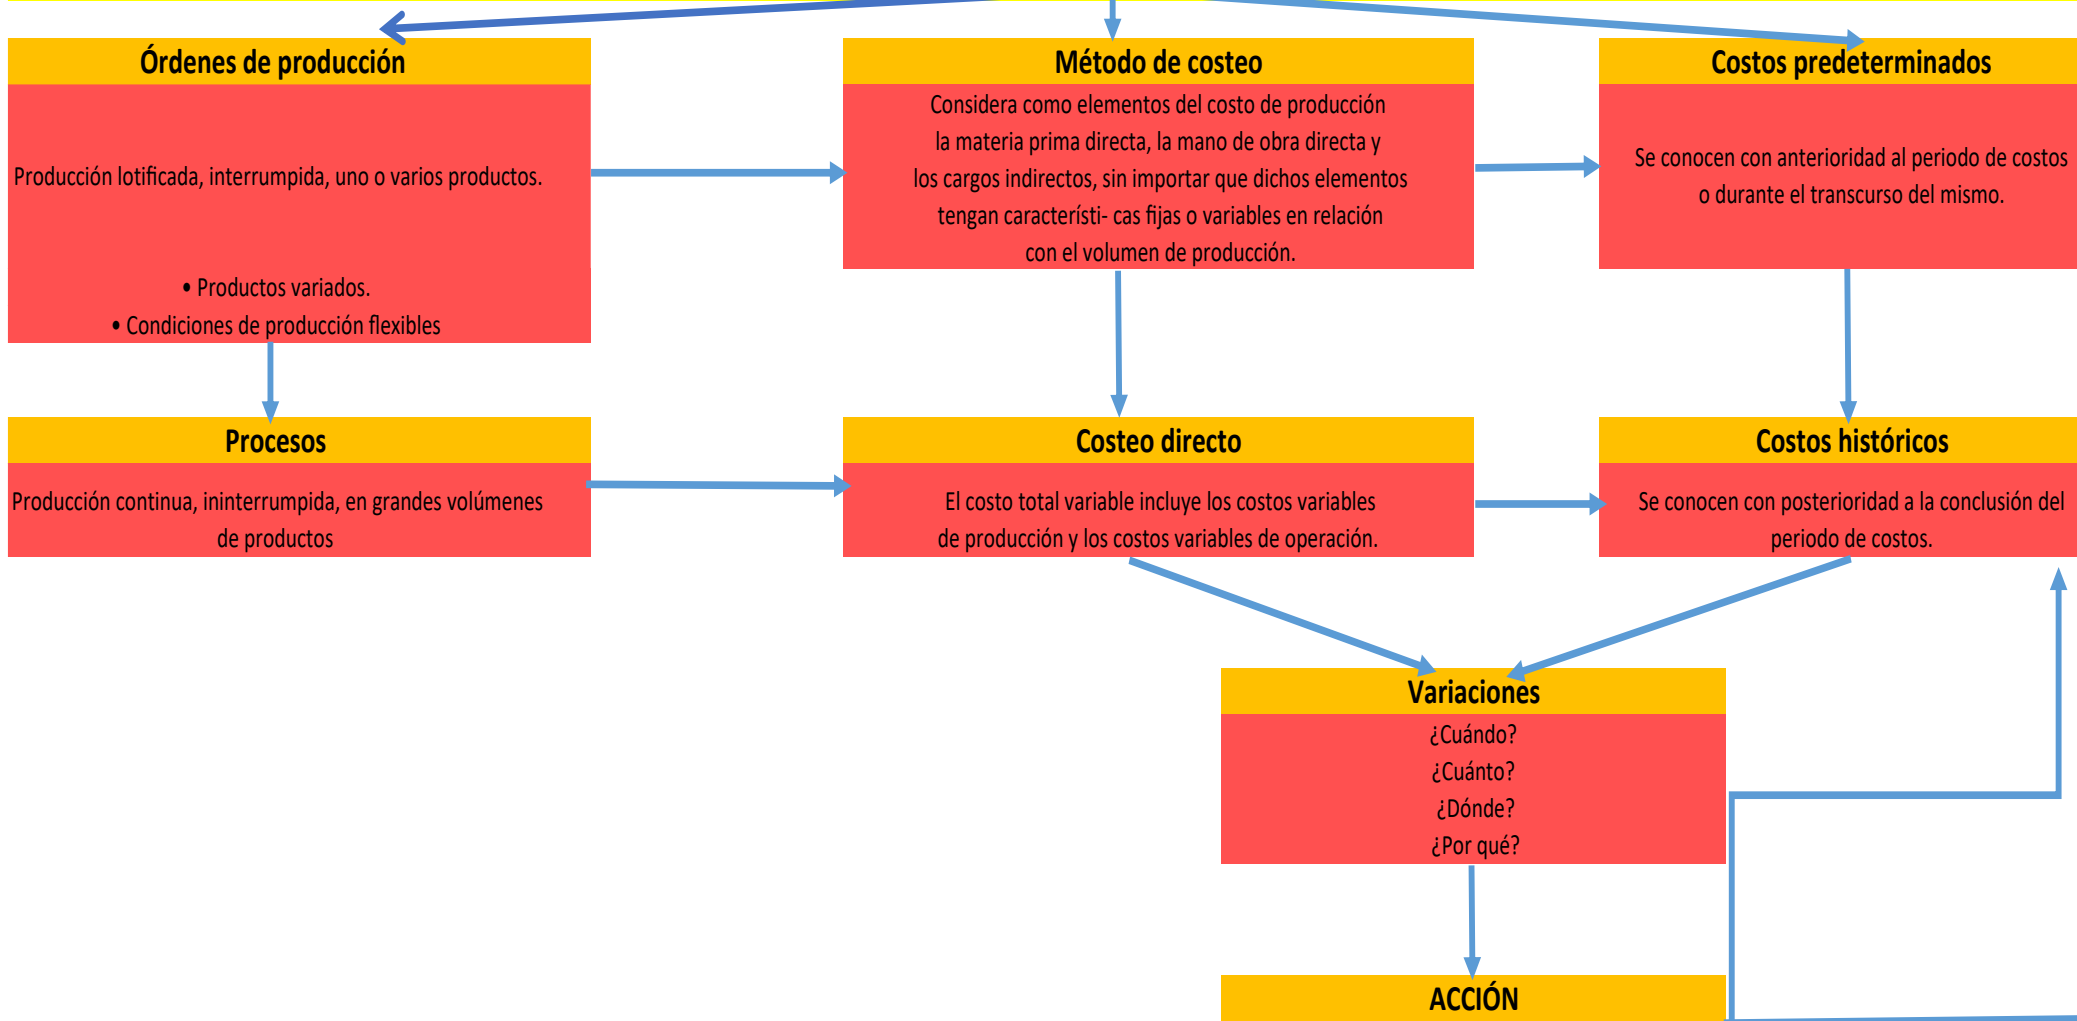 Órdenes de producción
Producción lotificada, interrumpida, uno o varios productos.
• Productos variados.
• Condiciones de producción flexibles
Método de costeo
Considera como elementos del costo de producción
la materia prima directa, la mano de obra directa y
los cargos indirectos, sin importar que dichos elementos
tengan característi- cas fijas o variables en relación
con el volumen de producción.
Costos predeterminados
Se conocen con anterioridad al periodo de costos
o durante el transcurso del mismo.
Procesos
Producción continua, ininterrumpida, en grandes volúmenes
de productos
Costeo directo
El costo total variable incluye los costos variables
de producción y los costos variables de operación.
Costos históricos
Se conocen con posterioridad a la conclusión del
periodo de costos.
Variaciones
¿Cuándo?
¿Cuánto?
¿Dónde?
¿Por qué?
ACCIÓN